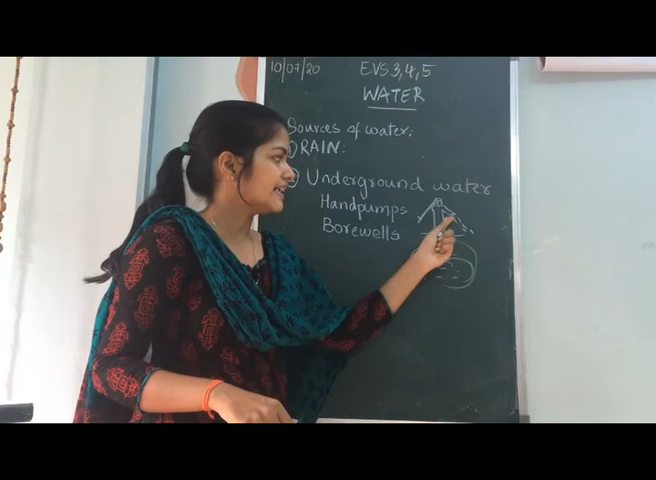 10/07/20 EVS 3,4,5
WATER
Sources of water:
RAIN:
Underground water
Handpumps
Borewells